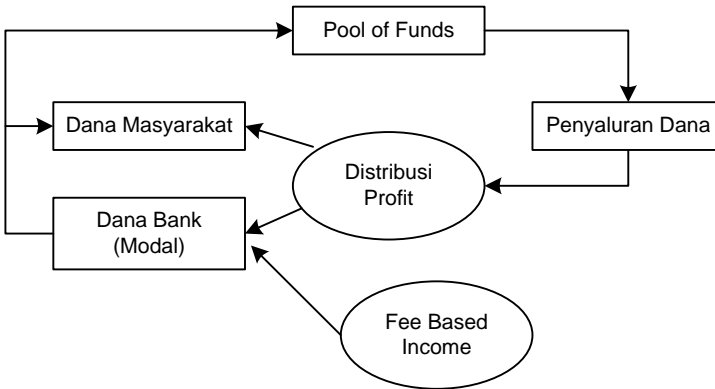 Pool of Funds
Dana Masyarakat
Penyaluran Dana
Distribusi
Profit
Dana Bank
(Modal)
Fee Based
Income